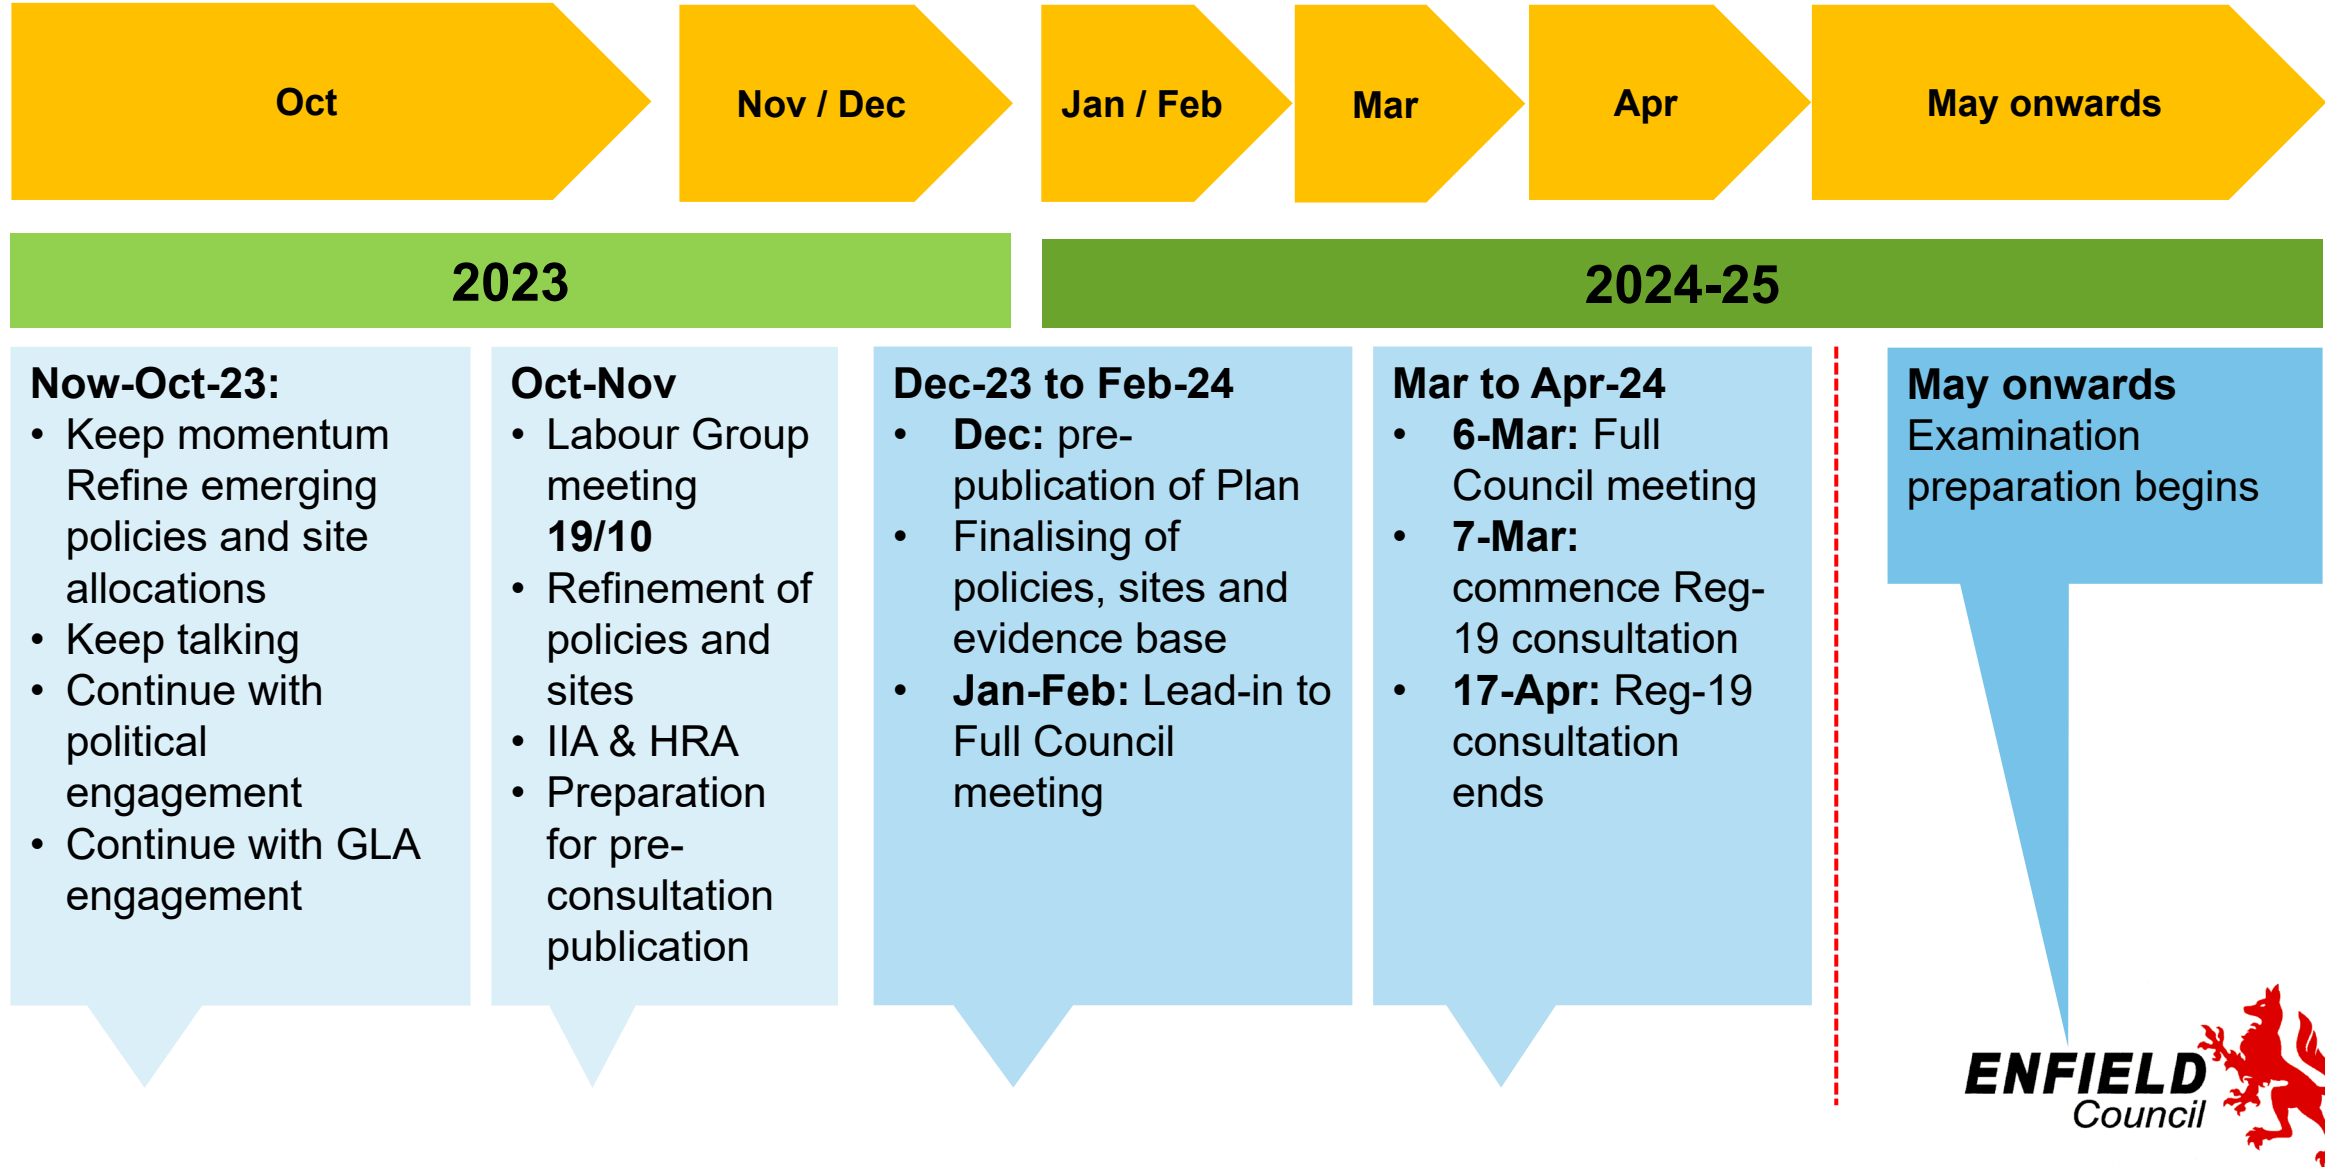 Oct
Nov / Dec
Jan / Feb
Mar
Apr
May onwards
2023
2024-25
Now-Oct-23:
• Keep momentum
Refine emerging
policies and site
allocations
• Keep talking
• Continue with
political
engagement
• Continue with GLA
engagement
Oct-Nov
• Labour Group
meeting
19/10
• Refinement of
policies and
sites
• IIA & HRA
• Preparation
for pre-
consultation
publication
Dec-23 to Feb-24
• Dec: pre-
publication of Plan
• Finalising of
policies, sites and
evidence base
• Jan-Feb: Lead-in to
Full Council
meeting
Mar to Apr-24
• 6-Mar: Full
Council meeting
• 7-Mar:
commence Reg-
19 consultation
• 17-Apr: Reg-19
consultation
ends
May onwards
Examination
preparation begins
ENFIELD
Council